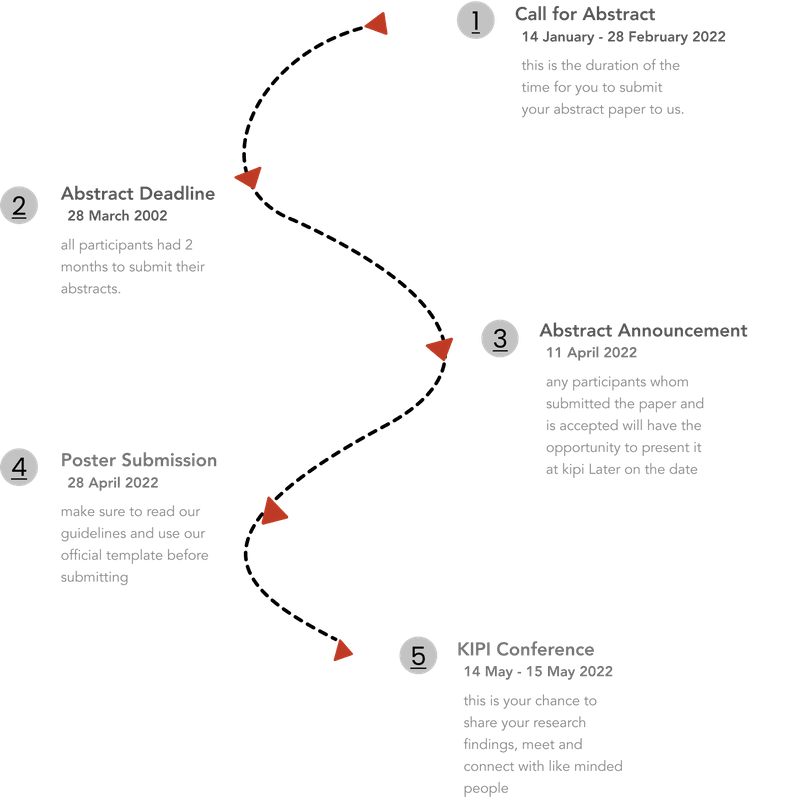 1
Call for Abstract
14 January - 28 February 2022
this is the duration of the
time for you to submit
your abstract paper to us.
2
Abstract Deadline
28 March 2002
all participants had 2
months to submit their
abstracts.
3
Abstract Announcement
11 April 2022
any participants whom
submitted the paper and
is accepted will have the
opportunity to present it
at kipi Later on the date
4
Poster Submission
28 April 2022
make sure to read our
guidelines and use our
official template before
submitting
5
KIPI Conference
14 May - 15 May 2022
this is your chance to
share your research
findings, meet and
connect with like minded
people